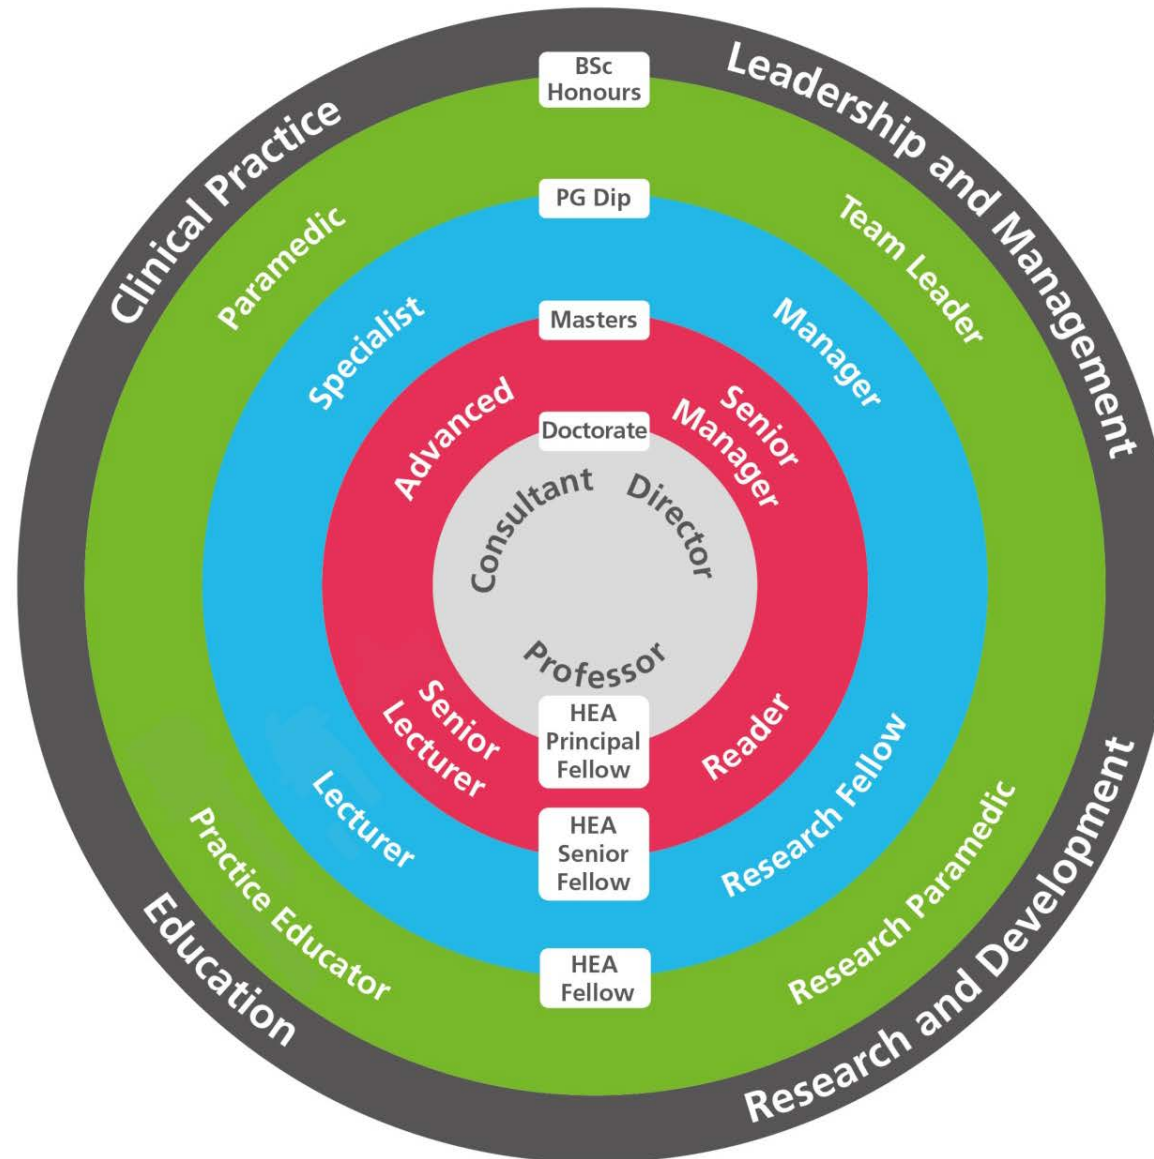 Clinical Practice
Leadership and Management
Education
Research and Development
BSc
Honours
Paramedic
Team Leader
PG Dip
Specialist
Manager
Masters
Advanced
Senior
Manager
Doctorate
Consultant
Director
Professor
HEA
Principal
Fellow
Senior
Lecturer
Reader
HEA
Senior
Fellow
Lecturer
Research Fellow
HEA
Fellow
Practice Educator
Research Paramedic